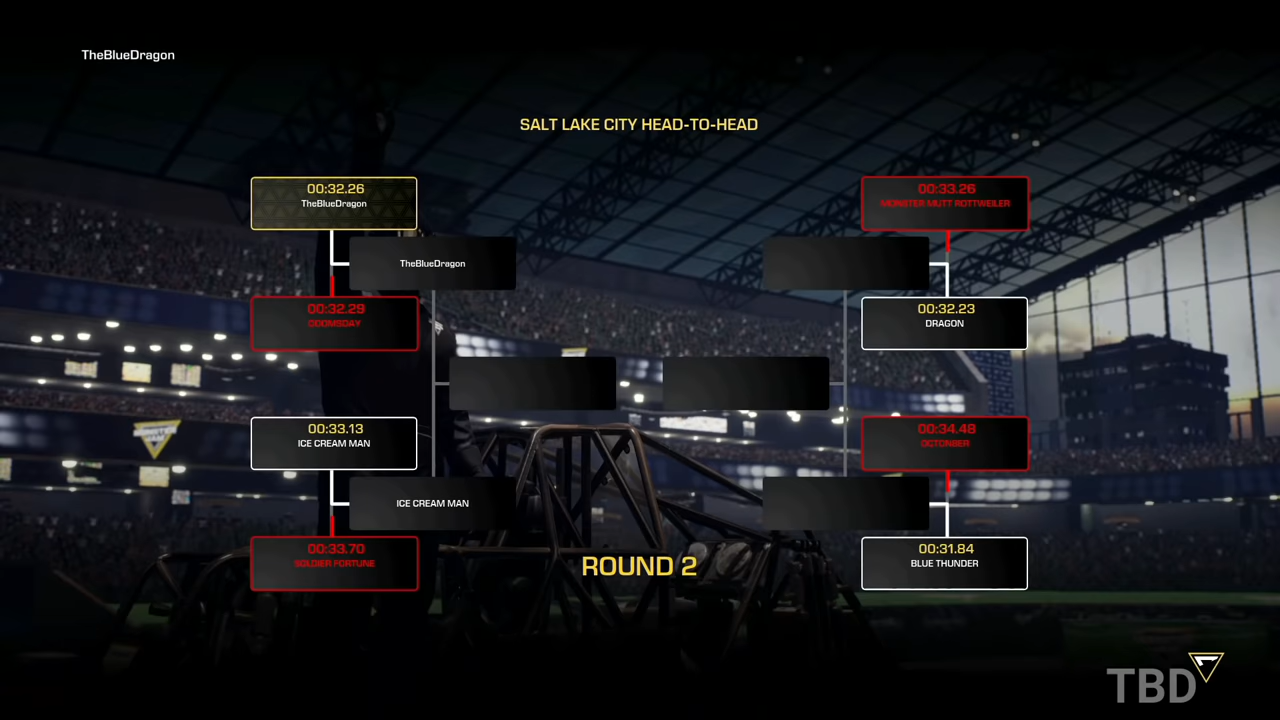 TheBlueDragon
SALT LAKE CITY HEAD-TO-HEAD
00:32.26
TheBlueDragon
TheBlueDragon
00:32.29
DOOMSDAY
00:33.13
ICE CREAM MAN
ICE CREAM MAN
00:33.70
SOLDIER FORTUNE
00:33.26
MONSTER MUTT ROTTWEILER
00:32.23
DRAGON
00:34.48
OCTON8ER
00:31.84
BLUE THUNDER
ROUND 2
TBD